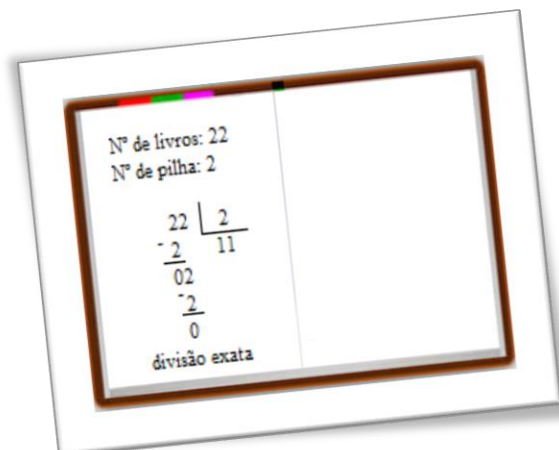 Nº de livros: 22
Nº de pilha: 2
22 2
- 2 11
02
- 2
0
divisão exata